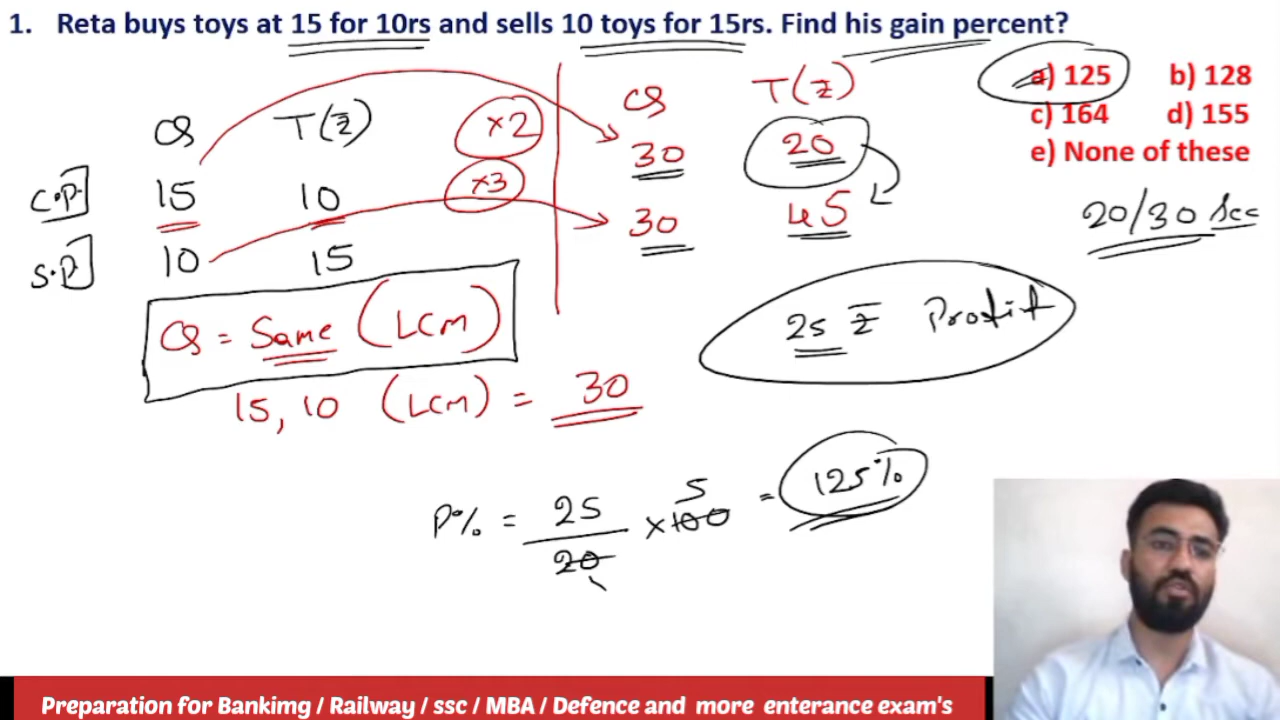 1. Reta buys toys at 15 for 10rs and sells 10 toys for 15rs. Find his gain percent?
a) 125 b) 128
c) 164 d) 155
e) None of these
20/30 Sec
T(₹) ×2
C.P] 15 10 ×3
S.P] 10 15
T(₹)
30 20
30 45
= Same (LCM)
15, 10 (LCM) = 30
25 ₹ Profit
P% = 25/20 × 100 5 = 125%
Preparation for Bankimg / Railway / ssc / MBA / Defence and more enterance exam's